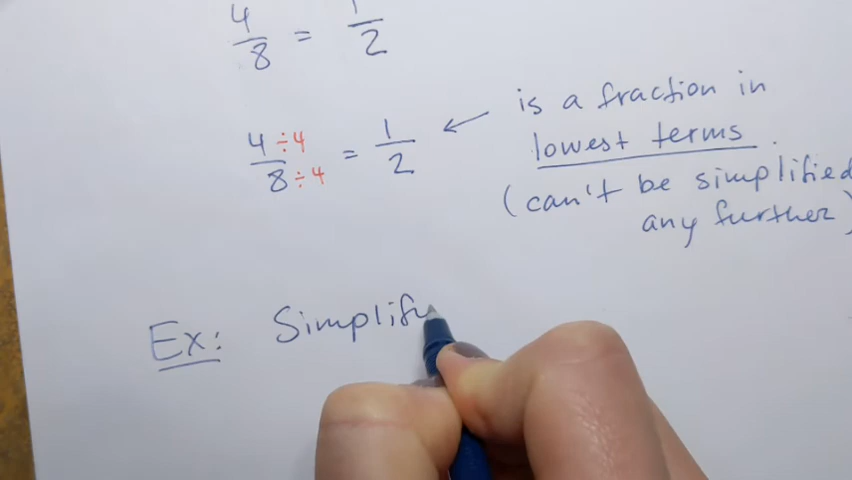 4/8 = 1/2
4÷4/8÷4 = 1/2 ← is a fraction in
lowest terms.
(can't be simplified
any further)
Ex: Simplify